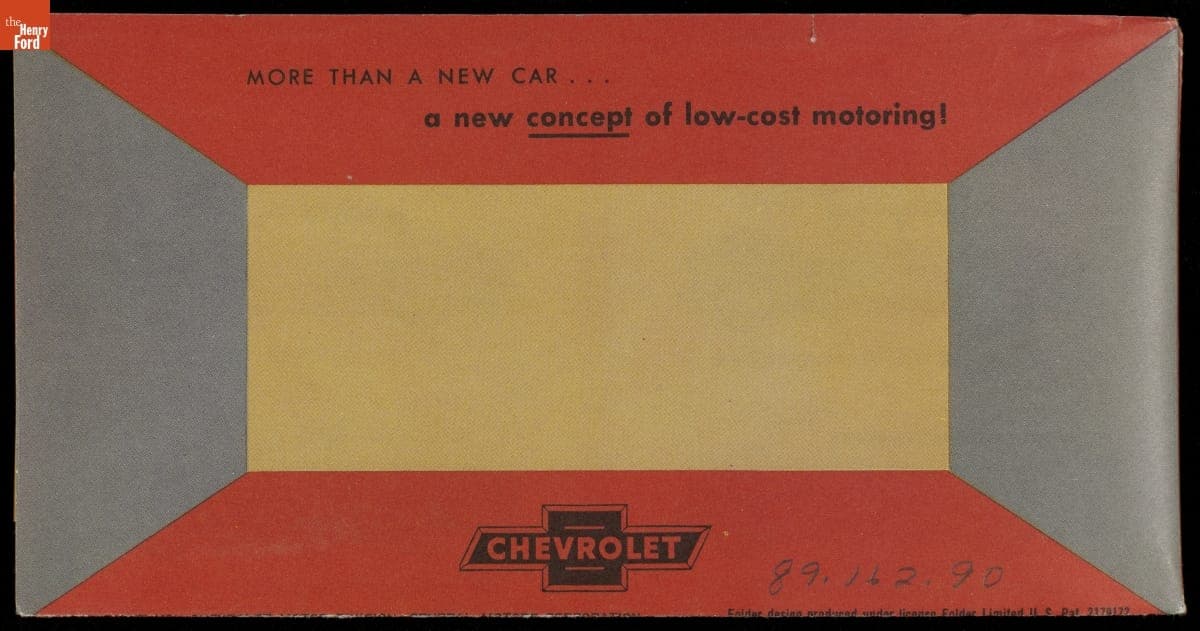 the
Henry
Ford
MORE THAN A NEW CAR . . .
a new concept of low-cost motoring!
CHEVROLET
89.162.90
Folder design produced under license Folder Limited U. S. Pat. 2179172